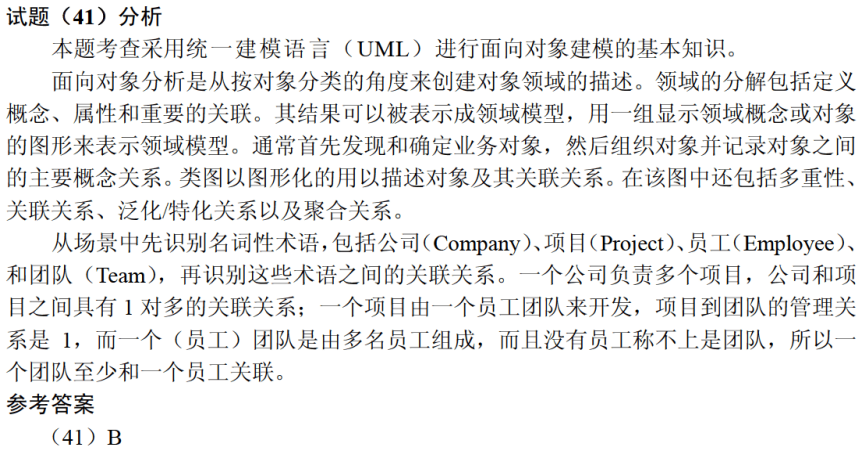 试题（41）分析
本题考查采用统一建模语言（UML）进行面向对象建模的基本知识。
面向对象分析是从按对象分类的角度来创建对象领域的描述。领域的分解包括定义
概念、属性和重要的关联。其结果可以被表示成领域模型，用一组显示领域概念或对象
的图形来表示领域模型。通常首先发现和确定业务对象，然后组织对象并记录对象之间
的主要概念关系。类图以图形化的用以描述对象及其关联关系。在该图中还包括多重性、
关联关系、泛化/特化关系以及聚合关系。
从场景中先识别名词性术语，包括公司（Company）、项目（Project）、员工（Employee）、
和团队（Team），再识别这些术语之间的关联关系。一个公司负责多个项目，公司和项
目之间具有 1 对多的关联关系；一个项目由一个员工团队来开发，项目到团队的管理关
系是 1，而一个（员工）团队是由多名员工组成，而且没有员工称不上是团队，所以一
个团队至少和一个员工关联。
参考答案
（41）B